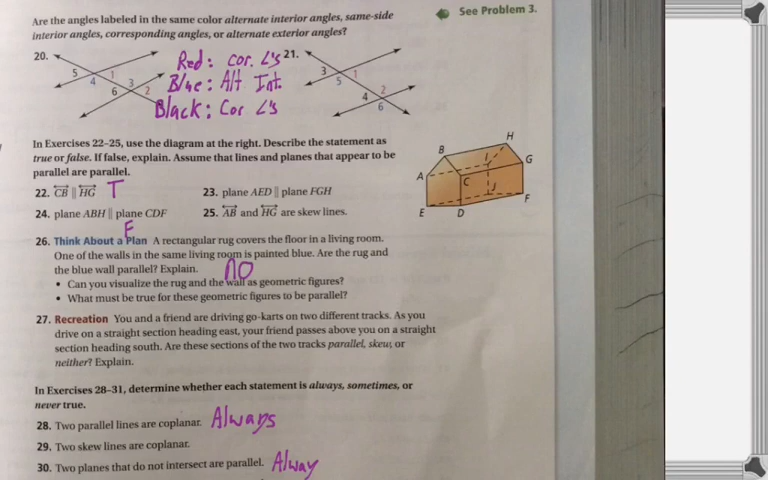 Are the angles labeled in the same color alternate interior angles, same-side
See Problem 3.
interior angles, corresponding angles, or alternate exterior angles?
20.
5
4
1
6
3
2
Red: cor. ∠'s
Blue: Alt Int.
Black: Cor ∠'s
21.
3
5
1
4
2
6
In Exercises 22–25, use the diagram at the right. Describe the statement as
true or false. If false, explain. Assume that lines and planes that appear to be
parallel are parallel.
22. CB || HG T
23. plane AED || plane FGH
24. plane ABH || plane CDF
F
25. AB and HG are skew lines.
H
B
I
G
A
C
J
F
E
D
26. Think About a Plan A rectangular rug covers the floor in a living room.
One of the walls in the same living room is painted blue. Are the rug and
the blue wall parallel? Explain. no
• Can you visualize the rug and the wall as geometric figures?
• What must be true for these geometric figures to be parallel?
27. Recreation You and a friend are driving go-karts on two different tracks. As you
drive on a straight section heading east, your friend passes above you on a straight
section heading south. Are these sections of the two tracks parallel, skew, or
neither? Explain.
In Exercises 28–31, determine whether each statement is always, sometimes, or
never true.
28. Two parallel lines are coplanar. Always
29. Two skew lines are coplanar.
30. Two planes that do not intersect are parallel. Alway